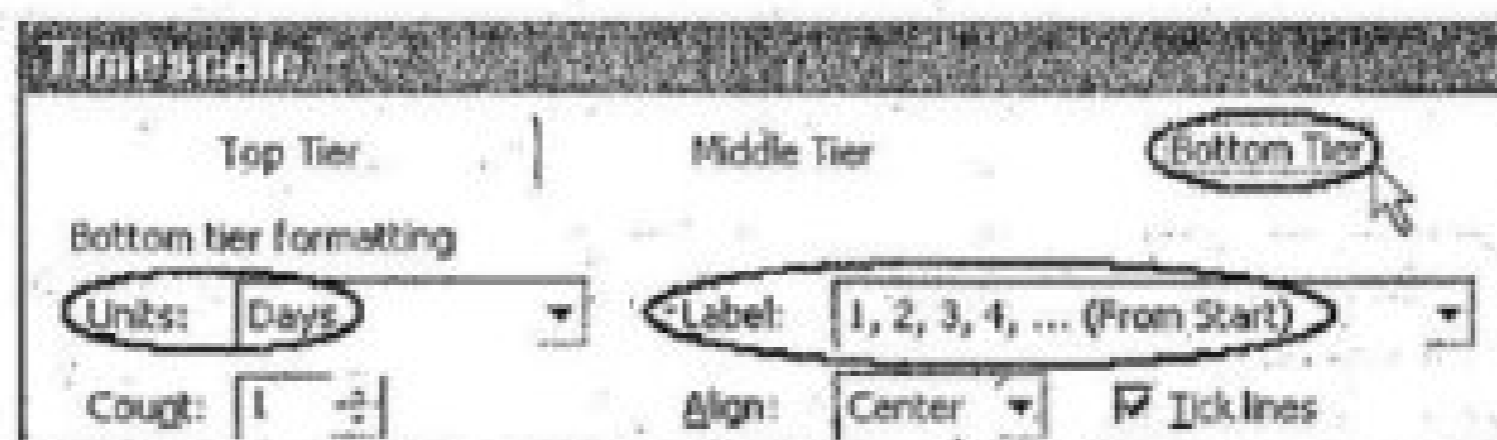 Timescale
Top Tier Middle Tier Bottom Tier
Bottom tier formatting
Units: Days Label: 1, 2, 3, 4, ... (From Start)
Count: 1 Align: Center Tick lines